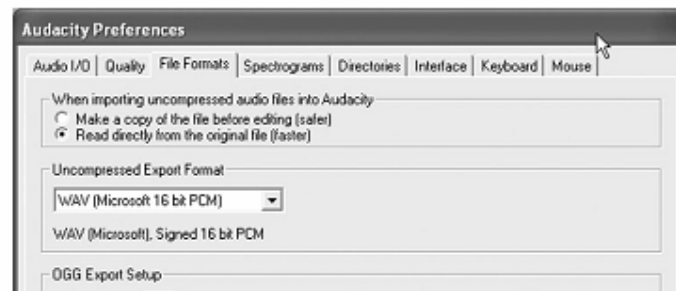 Audacity Preferences
Audio I/O Quality File Formats Spectrograms Directories Interface Keyboard Mouse
When importing uncompressed audio files into Audacity
Make a copy of the file before editing (safer)
Read directly from the original file (faster)
Uncompressed Export Format
WAV (Microsoft 16 bit PCM)
WAV (Microsoft), Signed 16 bit PCM
OGG Export Setup